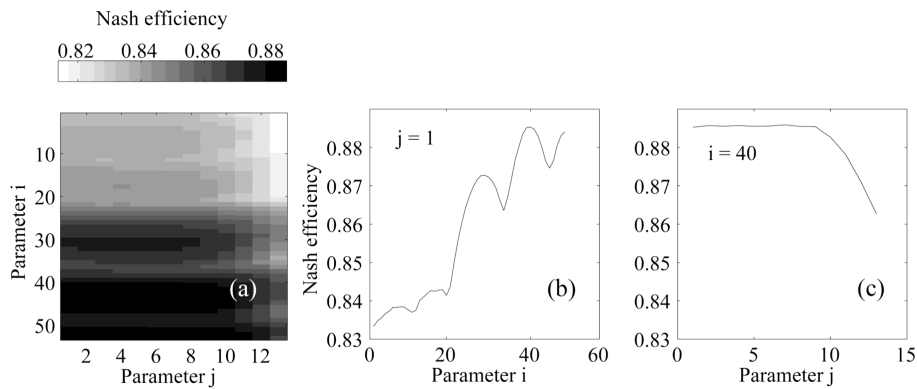 Nash efficiency
0.82 0.84 0.86 0.88
Parameter i
10
20
30
40
50
(a)
2 4 6 8 10 12
Parameter j
Nash efficiency
0.88
0.87
0.86
0.85
0.84
0.83
j = 1
(b)
0 20 40 60
Parameter i
0.88
0.87
0.86
0.85
0.84
0.83
i = 40
(c)
0 5 10 15
Parameter j